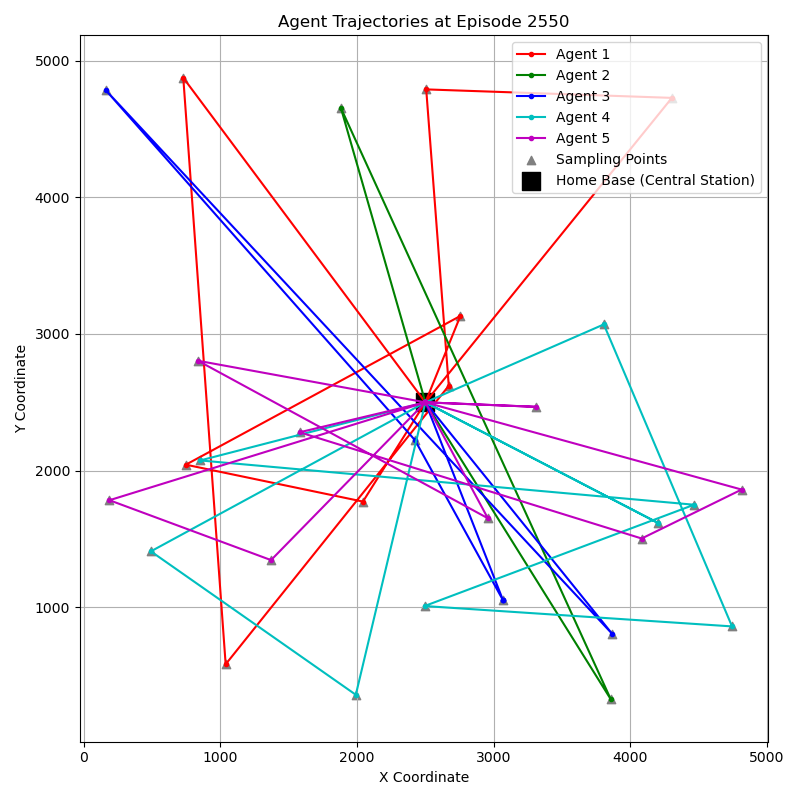 Agent Trajectories at Episode 2550
Agent 1
Agent 2
Agent 3
Agent 4
Agent 5
Sampling Points
Home Base (Central Station)
Y Coordinate
5000
4000
3000
2000
1000
0
1000
2000
3000
4000
5000
X Coordinate